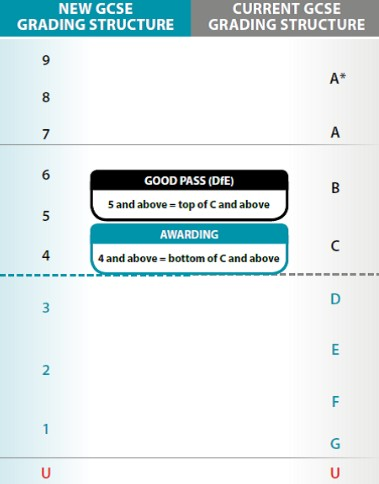 NEW GCSE
GRADING STRUCTURE
CURRENT GCSE
GRADING STRUCTURE
9
A*
8
7
A
6
GOOD PASS (DfE)
B
5 and above = top of C and above
5
AWARDING
C
4
4 and above = bottom of C and above
3
D
E
2
F
1
G
U
U